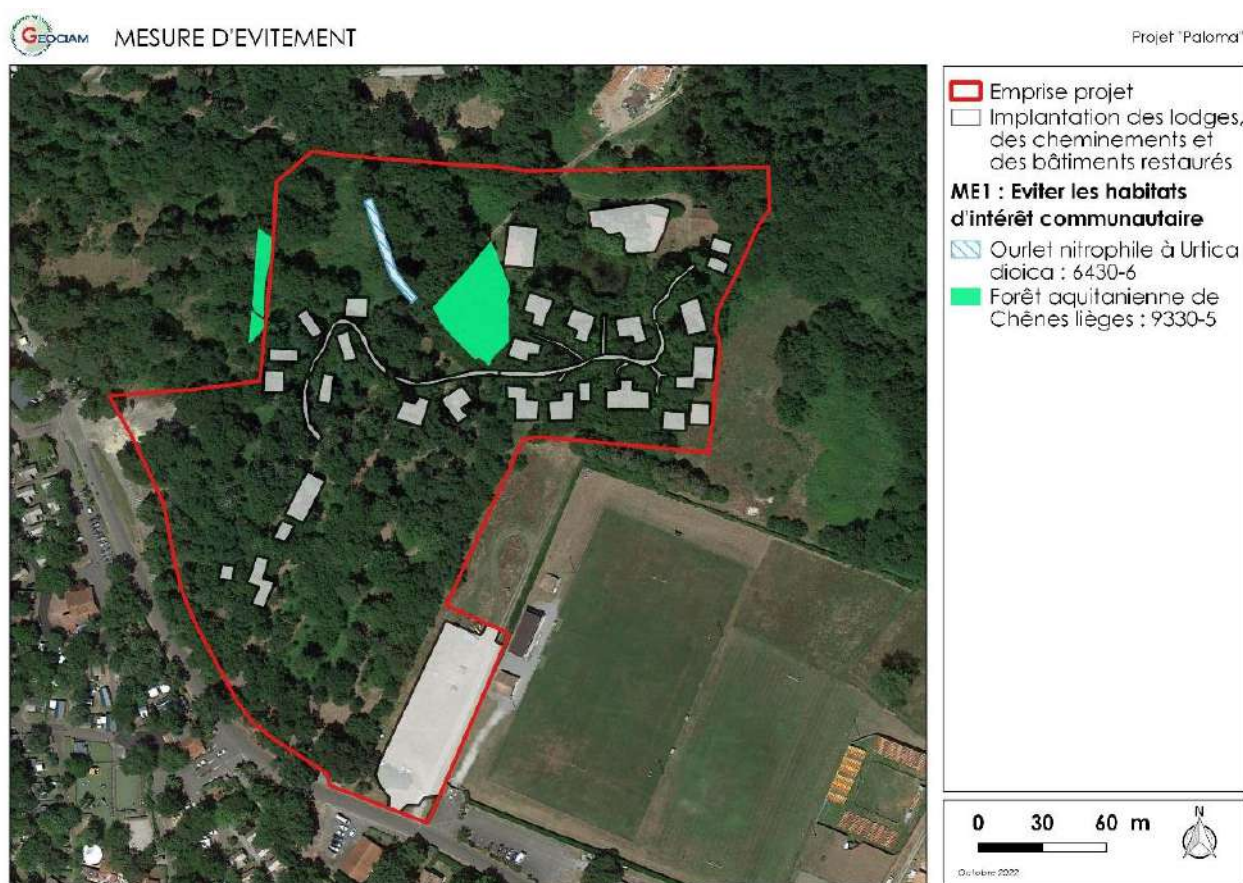 GEOCIAM
MESURE D'EVITEMENT
Projet "Paloma"
Emprise projet
Implantation des lodges,
des cheminements et
des bâtiments restaurés
ME1 : Eviter les habitats
d'intérêt communautaire
Ourlet nitrophile à Urtica
dioica : 6430-6
Forêt aquitanienne de
Chênes lièges : 9330-5
0 30 60 m
N
Octobre 2022